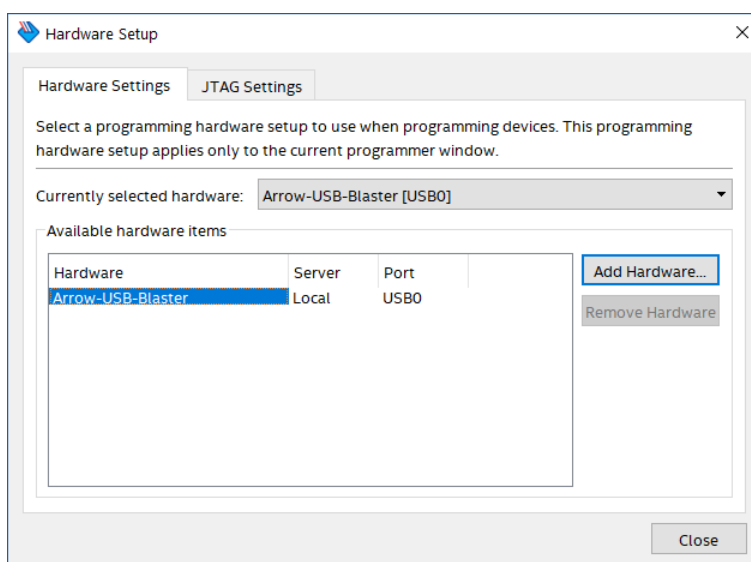 Hardware Setup
Hardware Settings
JTAG Settings
Select a programming hardware setup to use when programming devices. This programming
hardware setup applies only to the current programmer window.
Currently selected hardware:
Arrow-USB-Blaster [USB0]
Available hardware items
Hardware
Server
Port
Arrow-USB-Blaster
Local
USB0
Add Hardware...
Remove Hardware
Close